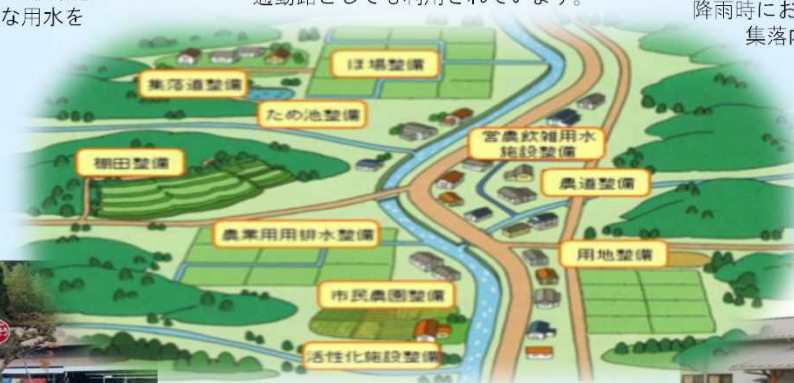 な用水を
通勤路としても利用されています。
降雨時にお
集落内
ほ場整備
集落道整備
ため池整備
営農飲雑用水
施設整備
棚田整備
農道整備
農業用用排水整備
用地整備
市民農園整備
活性化施設整備